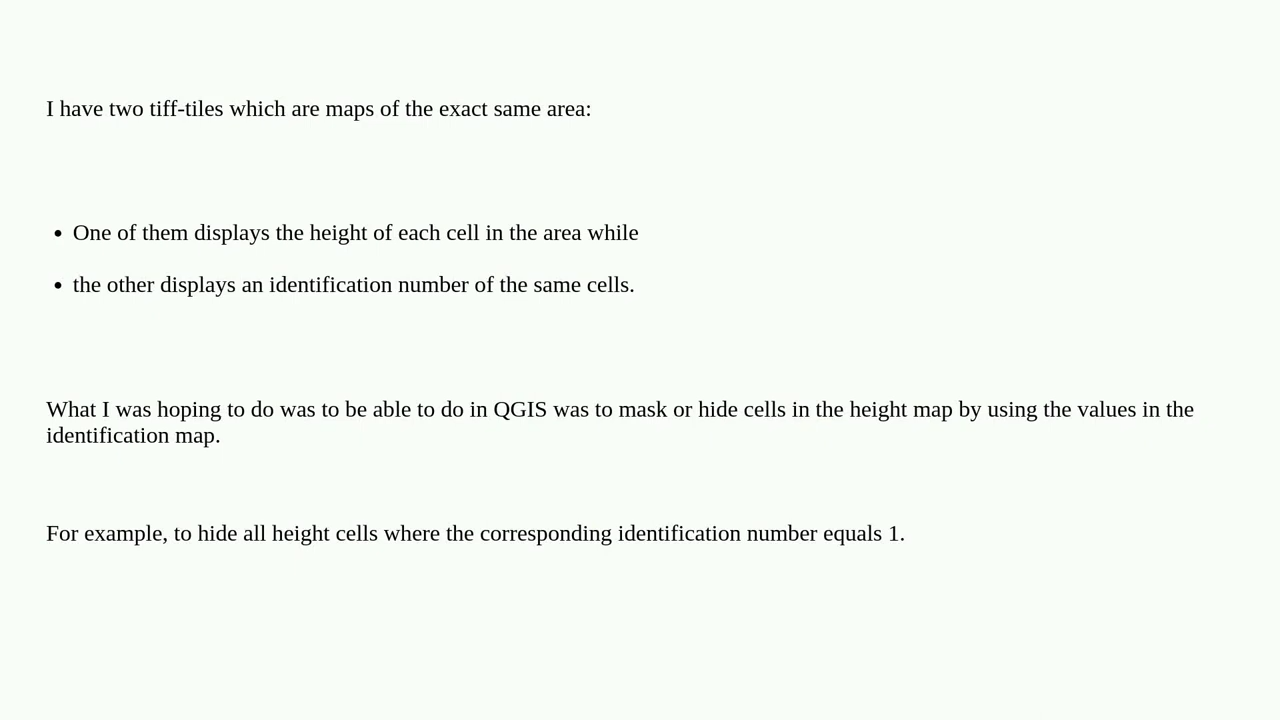 I have two tiff-tiles which are maps of the exact same area:
• One of them displays the height of each cell in the area while
• the other displays an identification number of the same cells.
What I was hoping to do was to be able to do in QGIS was to mask or hide cells in the height map by using the values in the
identification map.
For example, to hide all height cells where the corresponding identification number equals 1.